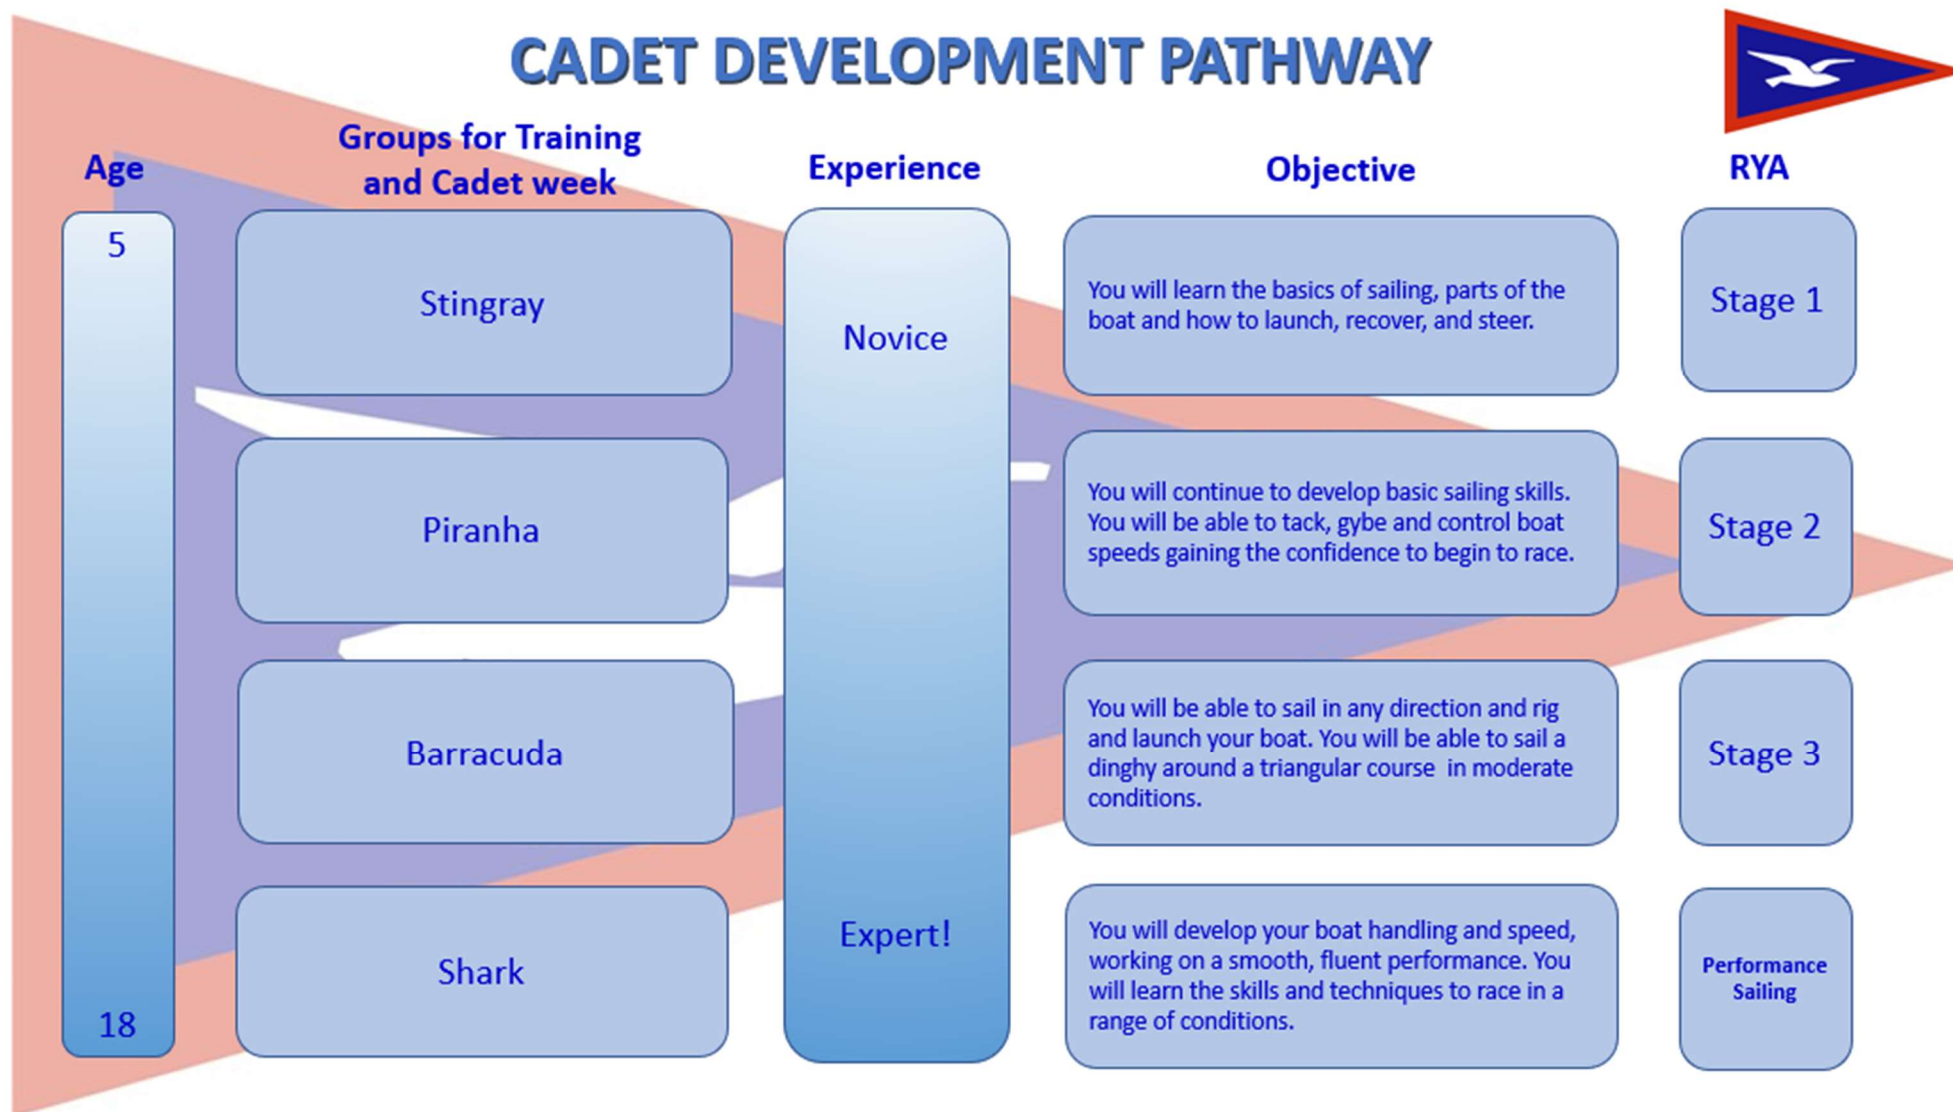 CADET DEVELOPMENT PATHWAY
Age
Groups for Training
and Cadet week
Experience
Objective
RYA
5
Stingray
Novice
You will learn the basics of sailing, parts of the
boat and how to launch, recover, and steer.
Stage 1
Piranha
You will continue to develop basic sailing skills.
You will be able to tack, gybe and control boat
speeds gaining the confidence to begin to race.
Stage 2
Barracuda
You will be able to sail in any direction and rig
and launch your boat. You will be able to sail a
dinghy around a triangular course in moderate
conditions.
Stage 3
18
Shark
Expert!
You will develop your boat handling and speed,
working on a smooth, fluent performance. You
will learn the skills and techniques to race in a
range of conditions.
Performance
Sailing